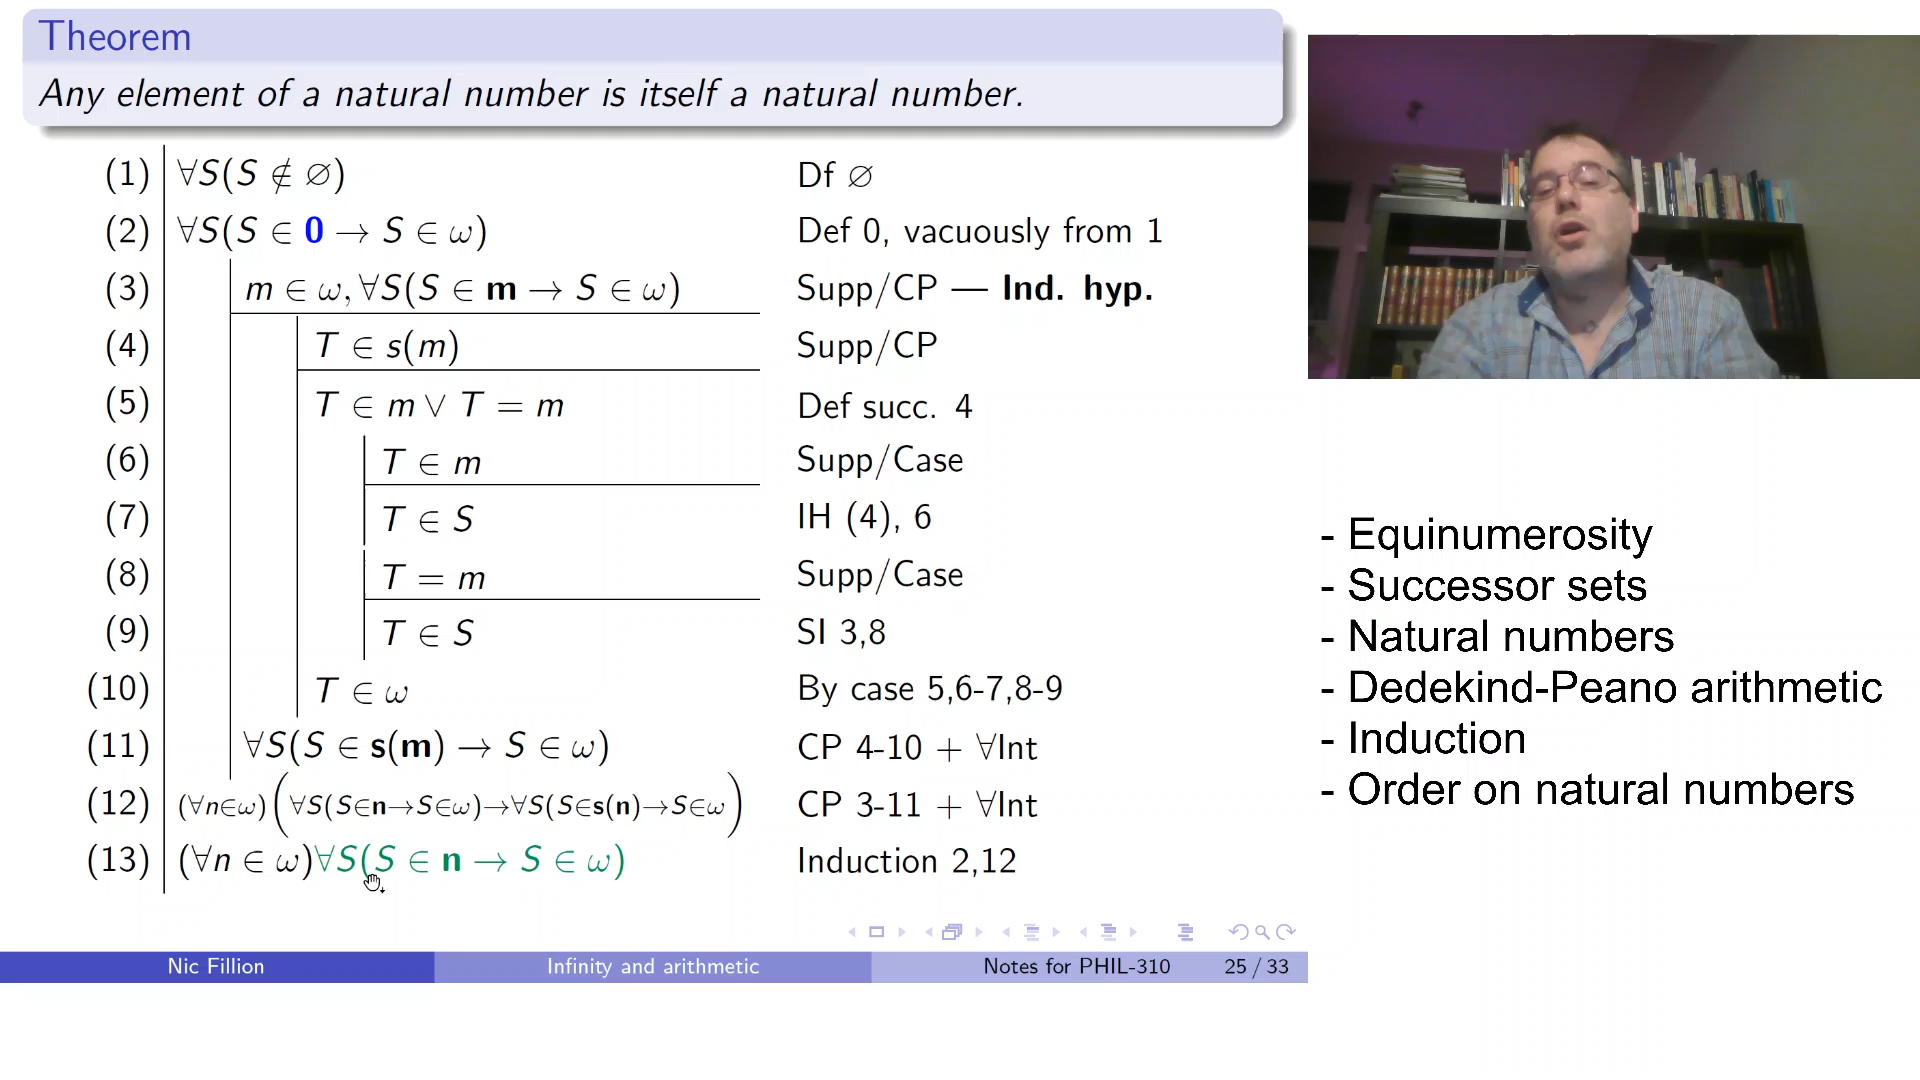 Theorem
Any element of a natural number is itself a natural number.
(1) ∀S(S ∉ ∅) Df ∅
(2) ∀S(S ∈ 0 → S ∈ ω) Def 0, vacuously from 1
(3) m ∈ ω, ∀S(S ∈ m → S ∈ ω) Supp/CP — Ind. hyp.
(4) T ∈ s(m) Supp/CP
(5) T ∈ m ∨ T = m Def succ. 4
(6) T ∈ m Supp/Case
(7) T ∈ S IH (4), 6
(8) T = m Supp/Case
(9) T ∈ S SI 3,8
(10) T ∈ ω By case 5,6-7,8-9
(11) ∀S(S ∈ s(m) → S ∈ ω) CP 4-10 + ∀Int
(12) (∀n∈ω)(∀S(S∈n→S∈ω)→∀S(S∈s(n)→S∈ω) CP 3-11 + ∀Int
(13) (∀n ∈ ω)∀S(S ∈ n → S ∈ ω) Induction 2,12
Nic Fillion Infinity and arithmetic Notes for PHIL-310 25 / 33
- Equinumerosity
- Successor sets
- Natural numbers
- Dedekind-Peano arithmetic
- Induction
- Order on natural numbers